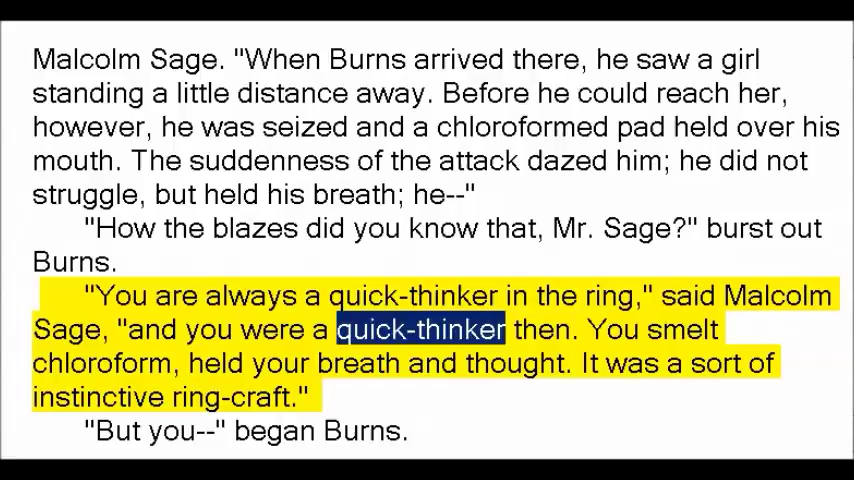 Malcolm Sage. "When Burns arrived there, he saw a girl
standing a little distance away. Before he could reach her,
however, he was seized and a chloroformed pad held over his
mouth. The suddenness of the attack dazed him; he did not
struggle, but held his breath; he--"
"How the blazes did you know that, Mr. Sage?" burst out
Burns.
"You are always a quick-thinker in the ring," said Malcolm
Sage, "and you were a quick-thinker then. You smelt
chloroform, held your breath and thought. It was a sort of
instinctive ring-craft."
"But you--" began Burns.